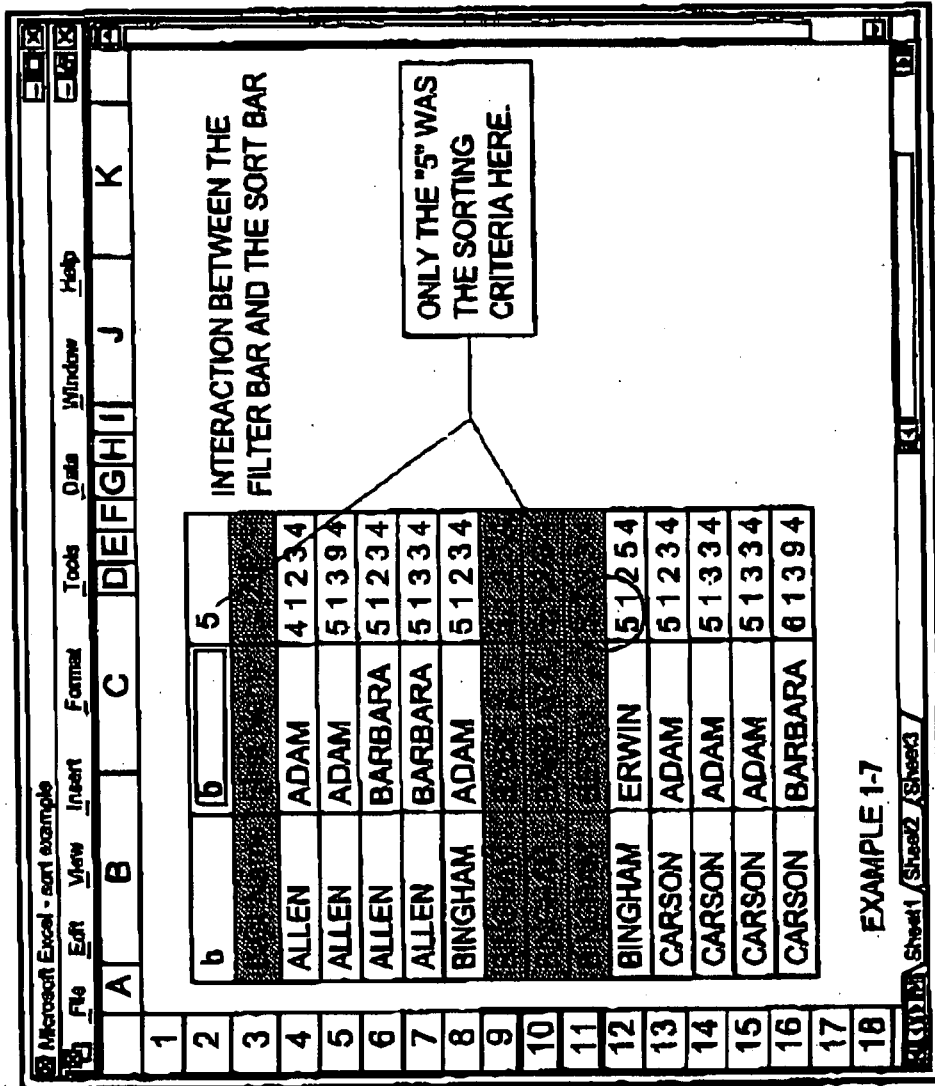 Microsoft Excel - sort example
File Edit View Insert Format Tools Data Window Help
A B C D E F G H I J K
1
2 b b 5
3
4 ALLEN ADAM 4 1 2 3 4
5 ALLEN ADAM 5 1 3 9 4
6 ALLEN BARBARA 5 1 2 3 4
7 ALLEN BARBARA 5 1 3 3 4
8 BINGHAM ADAM 5 1 2 3 4
9
10
11
12 BINGHAM ERWIN 5 1 2 5 4
13 CARSON ADAM 5 1 2 3 4
14 CARSON ADAM 5 1 3 3 4
15 CARSON ADAM 5 1 3 3 4
16 CARSON BARBARA 6 1 3 9 4
17
18
INTERACTION BETWEEN THE
FILTER BAR AND THE SORT BAR
ONLY THE "5" WAS
THE SORTING
CRITERIA HERE.
EXAMPLE 1-7
Sheet1 Sheet2 Sheet3